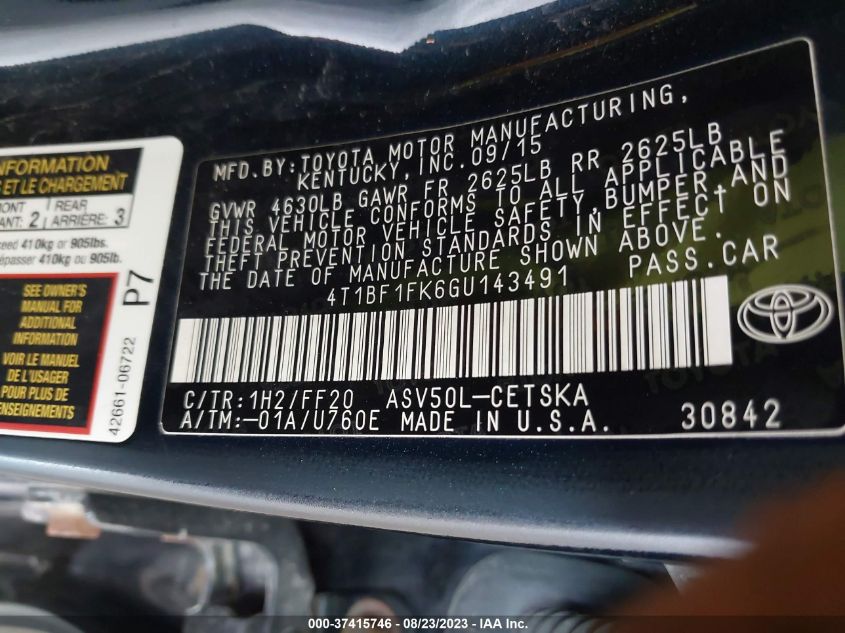 MFD.BY:TOYOTA MOTOR MANUFACTURING,
KENTUCKY, INC.09/15
GVWR 4630LB GAWR FR 2625LB RR 2625LB
THIS VEHICLE CONFORMS TO ALL APPLICABLE
FEDERAL MOTOR VEHICLE SAFETY, BUMPER, AND
THEFT PREVENTION STANDARDS IN EFFECT ON
THE DATE OF MANUFACTURE SHOWN ABOVE.
4T1BF1FK6GU143491 PASS.CAR
C/TR:1H2/FF20 ASV50L-CETSKA
A/TM:-01A/U760E MADE IN U.S.A. 30842
INFORMATION
ET LE CHARGEMENT
2 REAR
ARRIÈRE: 3
410kg or 905lbs.
410kg ou 905lb.
SEE OWNER'S
MANUAL FOR
ADDITIONAL
INFORMATION
VOIR LE MANUEL
DE L'USAGER
POUR PLUS DE
P7
42661-06722
000-37415746 - 08/23/2023 - IAA Inc.